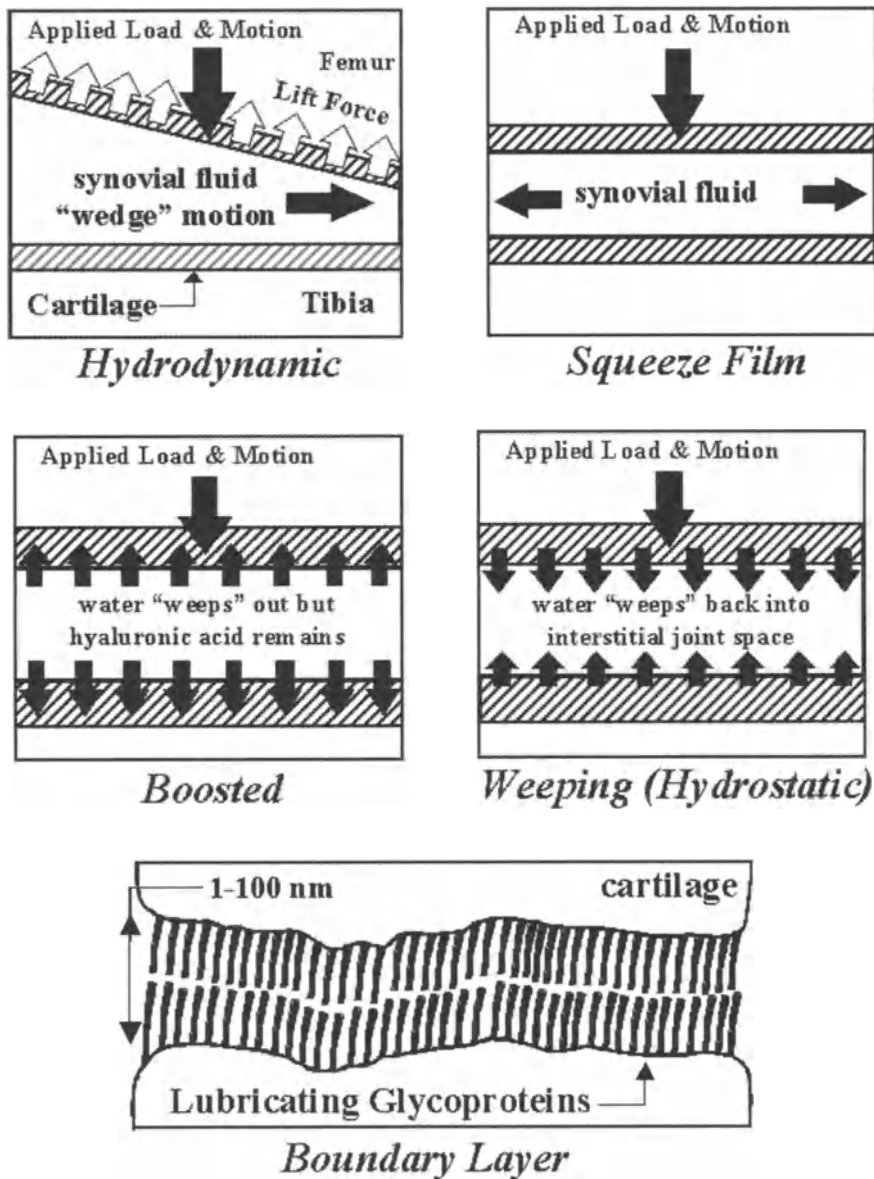 Applied Load & Motion
Femur
Lift Force
synovial fluid
“wedge” motion
Cartilage
Tibia
Hydrodynamic
Applied Load & Motion
synovial fluid
Squeeze Film
Applied Load & Motion
water “weeps” out but
hyaluronic acid remains
Boosted
Applied Load & Motion
water “weeps” back into
interstitial joint space
Weeping (Hydrostatic)
1-100 nm
cartilage
Lubricating Glycoproteins
Boundary Layer